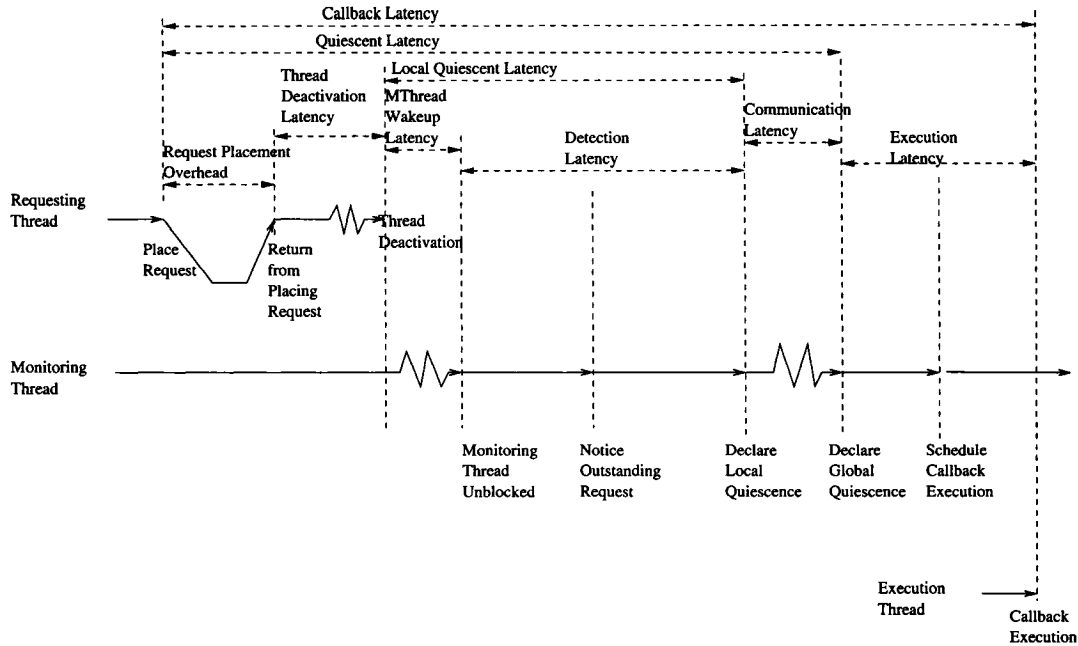 Callback Latency
Quiescent Latency
Thread
Deactivation
Latency
Local Quiescent Latency
MThread
Wakeup
Latency
Communication
Latency
Detection
Latency
Execution
Latency
Request Placement
Overhead
Requesting
Thread
Place
Request
Return
from
Placing
Request
Thread
Deactivation
Monitoring
Thread
Monitoring
Thread
Unblocked
Notice
Outstanding
Request
Declare
Local
Quiescence
Declare
Global
Quiescence
Schedule
Callback
Execution
Execution
Thread
Callback
Execution